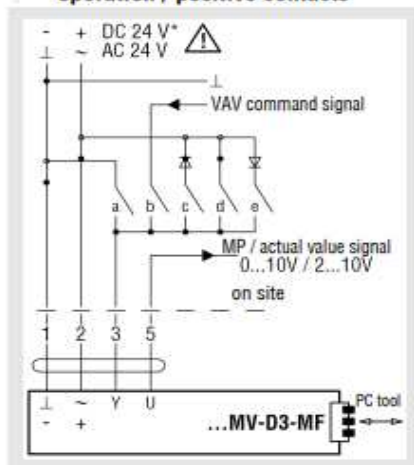 operation / positive contacts
- + DC 24 V*
⊥ ~ AC 24 V
⊥
VAV command signal
a b c d e
MP / actual value signal
0...10V / 2...10V
on site
1 2 3 5
⊥ ~ Y U
- +
...MV-D3-MF
PC tool